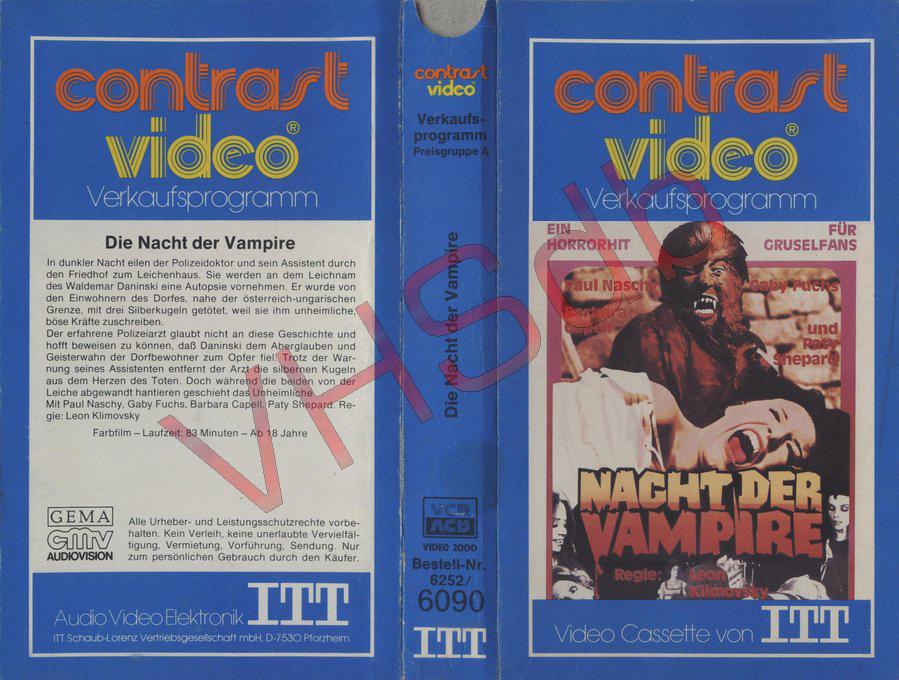 contrast
video®
Verkaufsprogramm
Die Nacht der Vampire
In dunkler Nacht eilen der Polizeidoktor und sein Assistent durch
den Friedhof zum Leichenhaus. Sie werden an dem Leichnam
des Waldemar Daninski eine Autopsie vornehmen. Er wurde von
den Einwohnern des Dorfes, nahe der österreich-ungarischen
Grenze, mit drei Silberkugeln getötet, weil sie ihm unheimliche,
böse Kräfte zuschreiben.
Der erfahrene Polizeiarzt glaubt nicht an diese Geschichte und
hofft beweisen zu können, daß Daninski dem Aberglauben und
Geisterwahn der Dorfbewohner zum Opfer fiel. Trotz der War-
nung seines Assistenten entfernt der Arzt die silbernen Kugeln
aus dem Herzen des Toten. Doch während die beiden von der
Leiche abgewandt hantieren geschieht das Unheimliche.
Mit Paul Naschy, Gaby Fuchs, Barbara Capell, Paty Shepard. Re-
gie: Leon Klimovsky
Farbfilm – Laufzeit: 83 Minuten – Ab 18 Jahre
GEMA
cmv
AUDIOVISION
Alle Urheber- und Leistungsschutzrechte vorbe-
halten. Kein Verleih, keine unerlaubte Vervielfäl-
tigung, Vermietung, Vorführung, Sendung. Nur
zum persönlichen Gebrauch durch den Käufer.
Audio Video Elektronik ITT
ITT Schaub-Lorenz Vertriebsgesellschaft mbH, D-7530 Pforzheim
contrast
video
Verkaufs-
programm
Preisgruppe A
Die Nacht der Vampire
VCR
VIDEO 2000
Bestell-Nr.
6252/
6090
ITT
contrast
video®
Verkaufsprogramm
EIN
HORRORHIT
FÜR
GRUSELFANS
Paul Naschy
Gaby Fuchs
Barbara
und
Paty
Shepard
NACHT DER
VAMPIRE
Regie: Leon
Klimovsky
Video Cassette von ITT
VHSdb